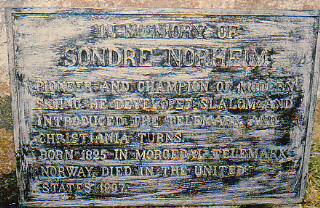 IN MEMORY OF
SONDRE NORHEIM
PIONEER AND CHAMPION OF MODERN
SKIING. HE DEVELOPED SLALOM AND
INTRODUCED THE TELEMARK AND
CHRISTIANIA TURNS
BORN 1825 IN MORGEDAL, TELEMARK,
NORWAY. DIED IN THE UNITED
STATES 1897.